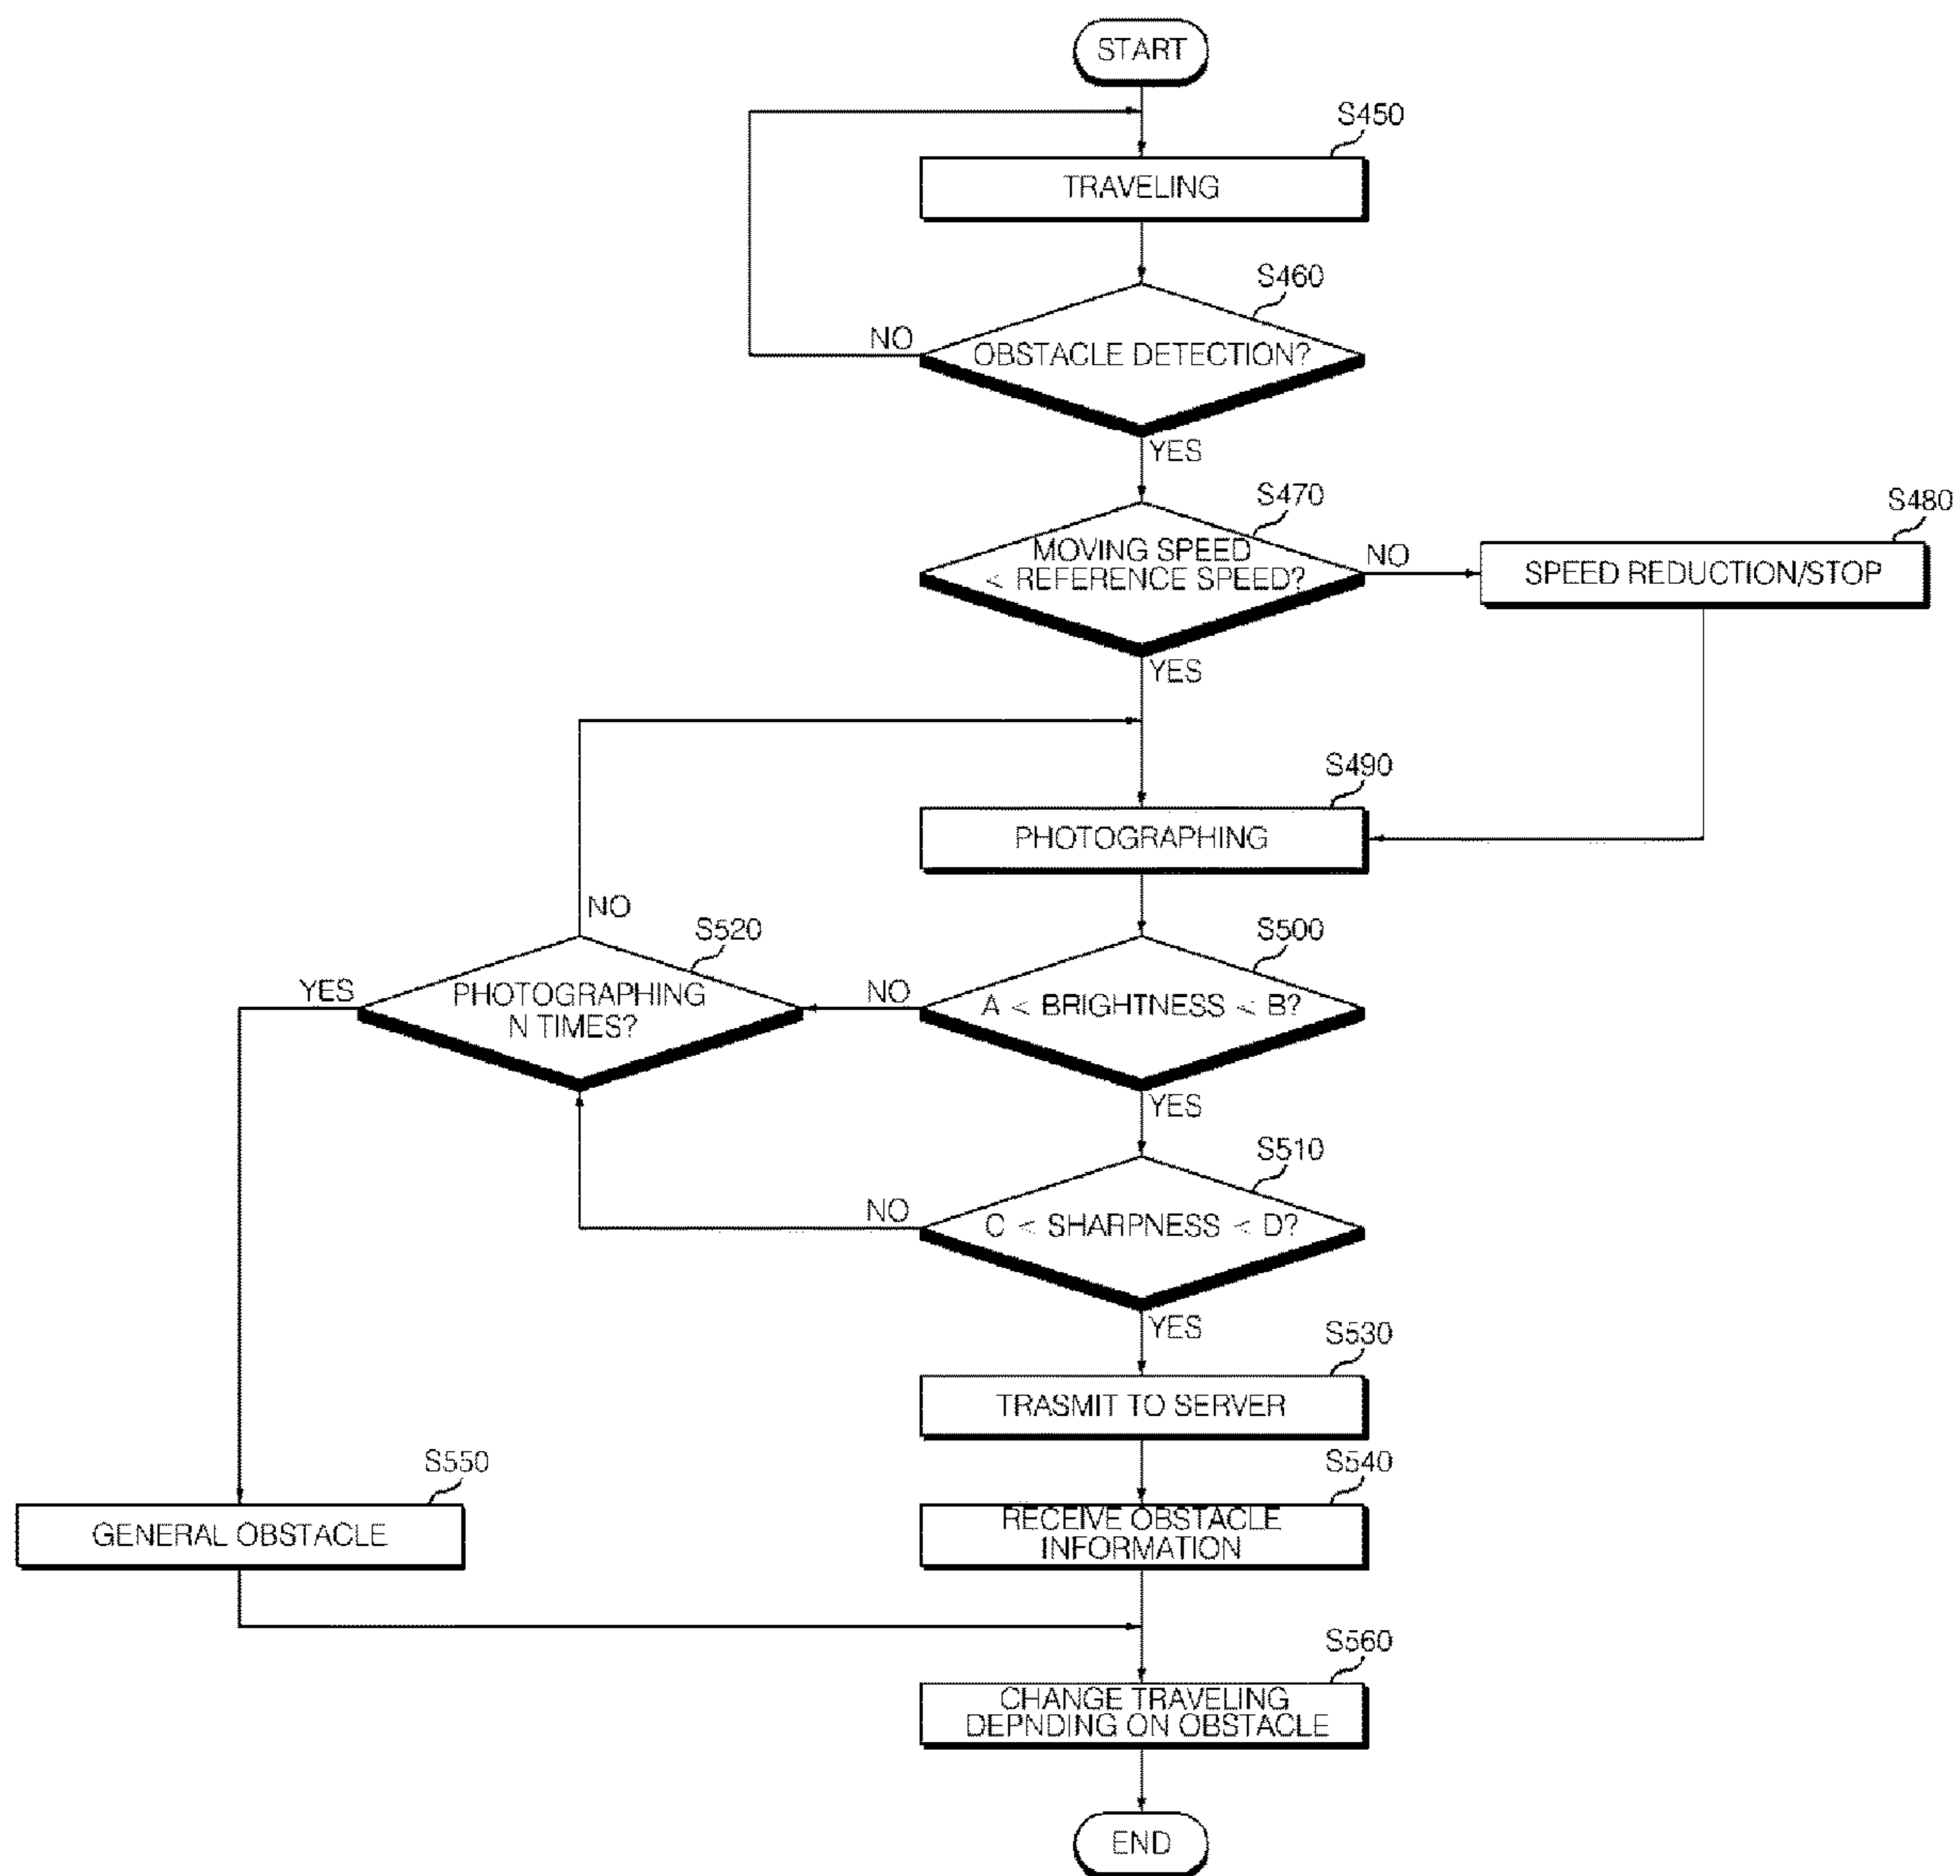 START
S450
TRAVELING
S460
NO
OBSTACLE DETECTION?
YES
S470
S480
MOVING SPEED
< REFERENCE SPEED?
NO
SPEED REDUCTION/STOP
YES
S490
PHOTOGRAPHING
NO
S520
S500
YES
PHOTOGRAPHING
N TIMES?
NO
A < BRIGHTNESS < B?
YES
S510
NO
C < SHARPNESS < D?
YES
S530
TRASMIT TO SERVER
S550
S540
GENERAL OBSTACLE
RECEIVE OBSTACLE
INFORMATION
S560
CHANGE TRAVELING
DEPNDING ON OBSTACLE
END